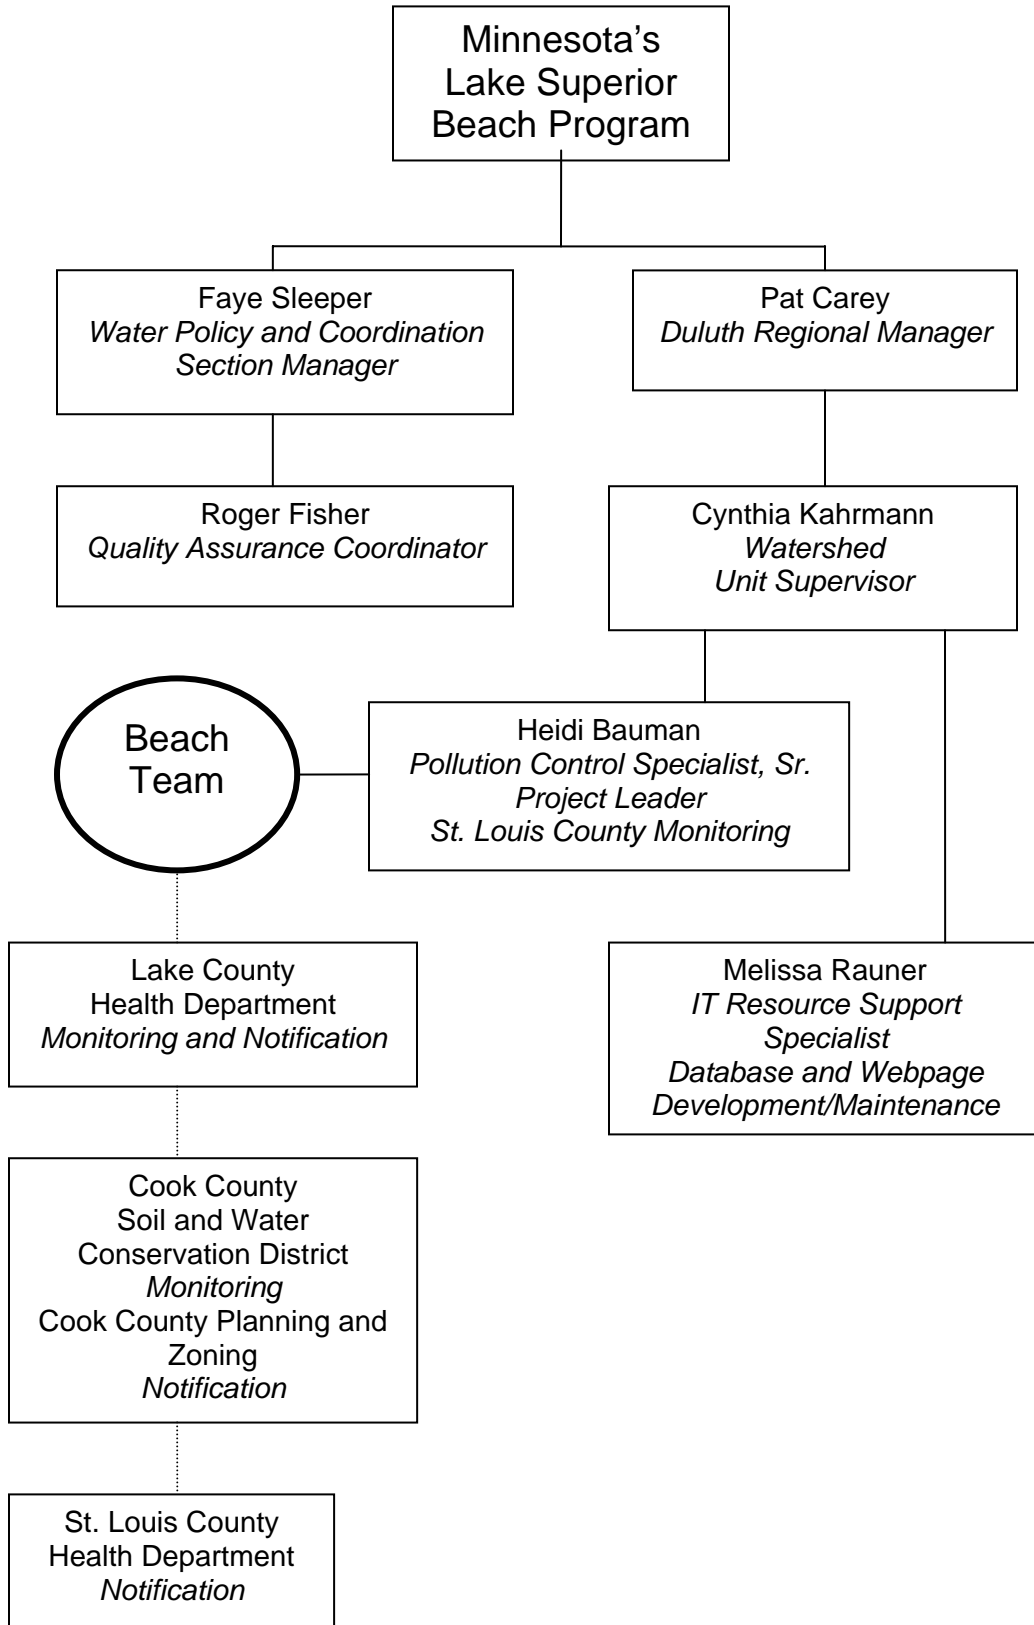 Minnesota’s
Lake Superior
Beach Program
Faye Sleeper
Water Policy and Coordination
Section Manager
Pat Carey
Duluth Regional Manager
Roger Fisher
Quality Assurance Coordinator
Cynthia Kahrmann
Watershed
Unit Supervisor
Beach
Team
Heidi Bauman
Pollution Control Specialist, Sr.
Project Leader
St. Louis County Monitoring
Lake County
Health Department
Monitoring and Notification
Melissa Rauner
IT Resource Support
Specialist
Database and Webpage
Development/Maintenance
Cook County
Soil and Water
Conservation District
Monitoring
Cook County Planning and
Zoning
Notification
St. Louis County
Health Department
Notification